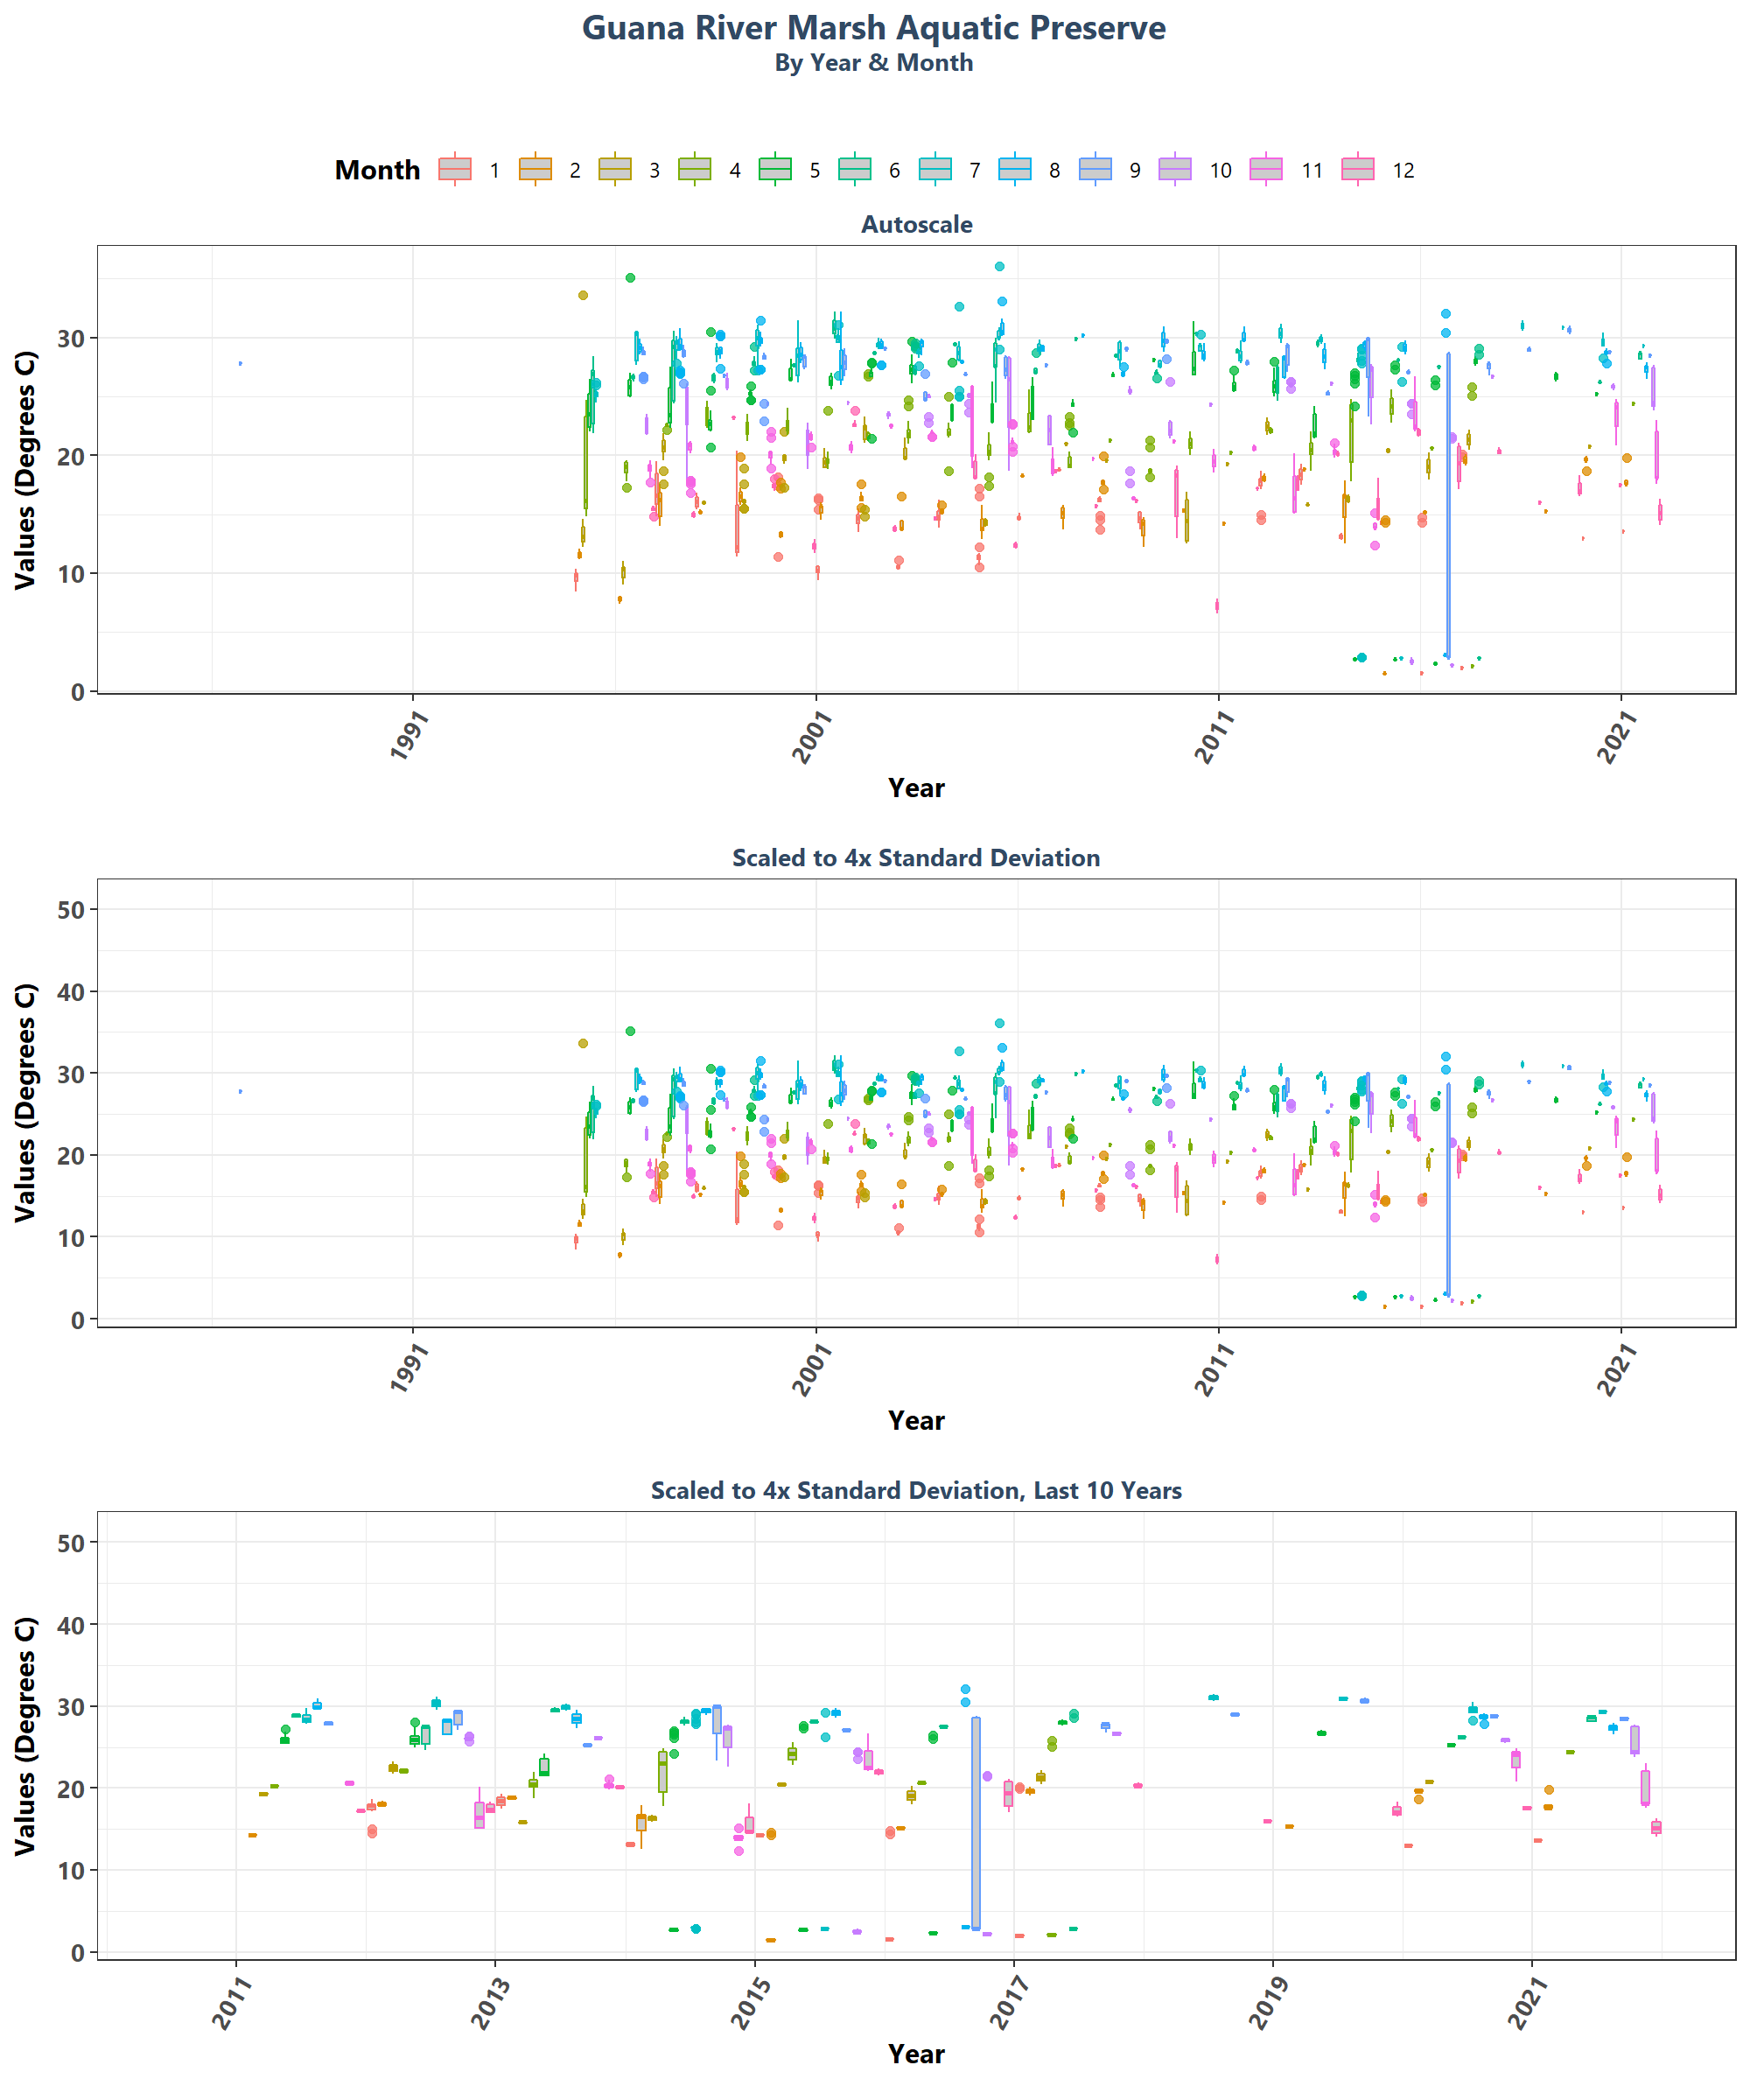 Guana River Marsh Aquatic Preserve
By Year & Month
Month 1 2 3 4 5 6 7 8 9 10 11 12
Autoscale
Values (Degrees C)
30
20
10
0
1991 2001 2011 2021
Year
Scaled to 4x Standard Deviation
Values (Degrees C)
50
40
30
20
10
0
1991 2001 2011 2021
Year
Scaled to 4x Standard Deviation, Last 10 Years
Values (Degrees C)
50
40
30
20
10
0
2011 2013 2015 2017 2019 2021
Year